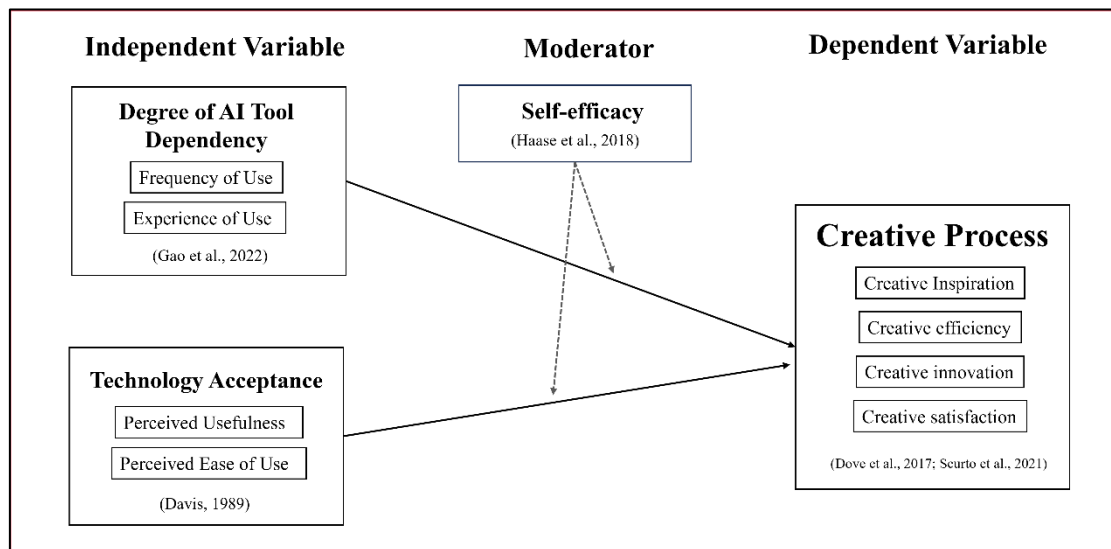 Independent Variable
Moderator
Dependent Variable
Degree of AI Tool
Dependency
Frequency of Use
Experience of Use
(Gao et al., 2022)
Self-efficacy
(Haase et al., 2018)
Technology Acceptance
Perceived Usefulness
Perceived Ease of Use
(Davis, 1989)
Creative Process
Creative Inspiration
Creative efficiency
Creative innovation
Creative satisfaction
(Dove et al., 2017; Scurto et al., 2021)